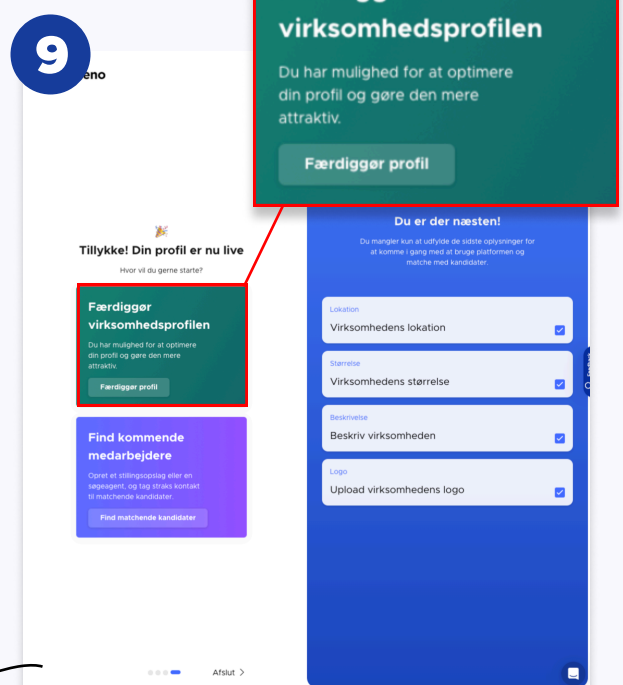 9
eno
virksomhedsprofilen
Du har mulighed for at optimere
din profil og gøre den mere
attraktiv.
Færdiggør profil
Tillykke! Din profil er nu live
Hvor vil du gerne starte?
Færdiggør
virksomhedsprofilen
Du har mulighed for at optimere
din profil og gøre den mere
attraktiv.
Færdiggør profil
Find kommende
medarbejdere
Opret et stillingsopslag eller en
søgeagent, og tag straks kontakt
til matchende kandidater.
Find matchende kandidater
Afslut
Du er der næsten!
Du mangler kun at udfylde de sidste oplysninger for
at komme i gang med at bruge platformen og
matche med kandidater.
Lokation
Virksomhedens lokation
Størrelse
Virksomhedens størrelse
Beskrivelse
Beskriv virksomheden
Logo
Upload virksomhedens logo